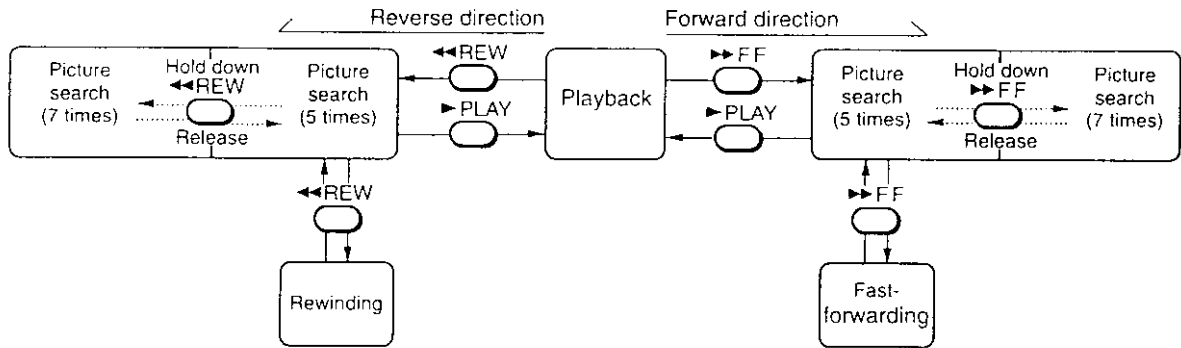 Reverse direction
Forward direction
◄◄REW
►►FF
Picture
search
(7 times)
Hold down
◄◄REW
Release
Picture
search
(5 times)
►PLAY
Playback
►PLAY
Picture
search
(5 times)
Hold down
►►FF
Release
Picture
search
(7 times)
◄◄REW
►►FF
Rewinding
Fast-
forwarding